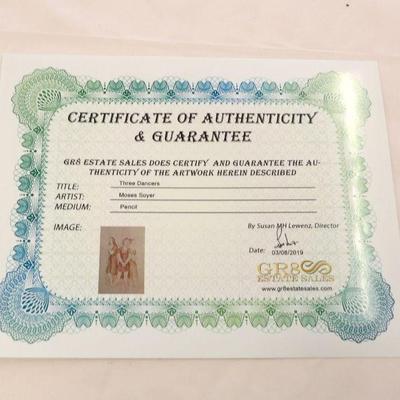 CERTIFICATE OF AUTHENTICITY
& GUARANTEE
GR8 ESTATE SALES DOES CERTIFY AND GUARANTEE THE AU-
THENTICITY OF THE ARTWORK HEREIN DESCRIBED
TITLE: Three Dancers
ARTIST: Moses Soyer
MEDIUM: Pencil
IMAGE:
By Susan MH Lewenz, Director
Date: 03/08/2019
GR8
ESTATE SALES
www.gr8estatesales.com